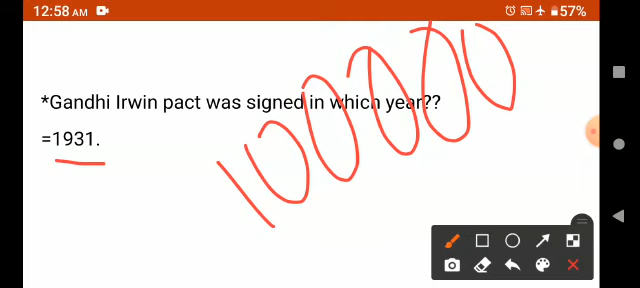 12:58 AM 57%
*Gandhi Irwin pact was signed in which year??
=1931.
100000